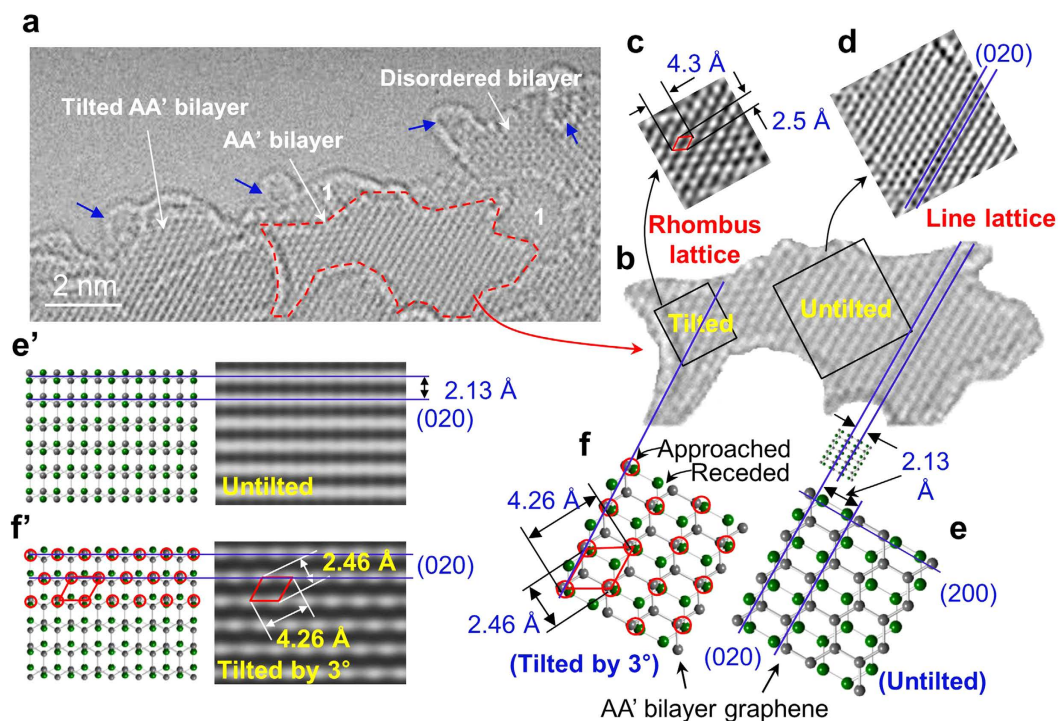 a
Tilted AA’ bilayer
AA’ bilayer
Disordered bilayer
1
1
2 nm
c
4.3 Å
2.5 Å
Rhombus
lattice
d
(020)
Line lattice
b
Tilted
Untilted
e’
2.13 Å
(020)
Untilted
f’
(020)
2.46 Å
4.26 Å
Tilted by 3°
f
Approached
Receded
4.26 Å
2.46 Å
(Tilted by 3°)
2.13
Å
e
(200)
(020)
(Untilted)
AA’ bilayer graphene